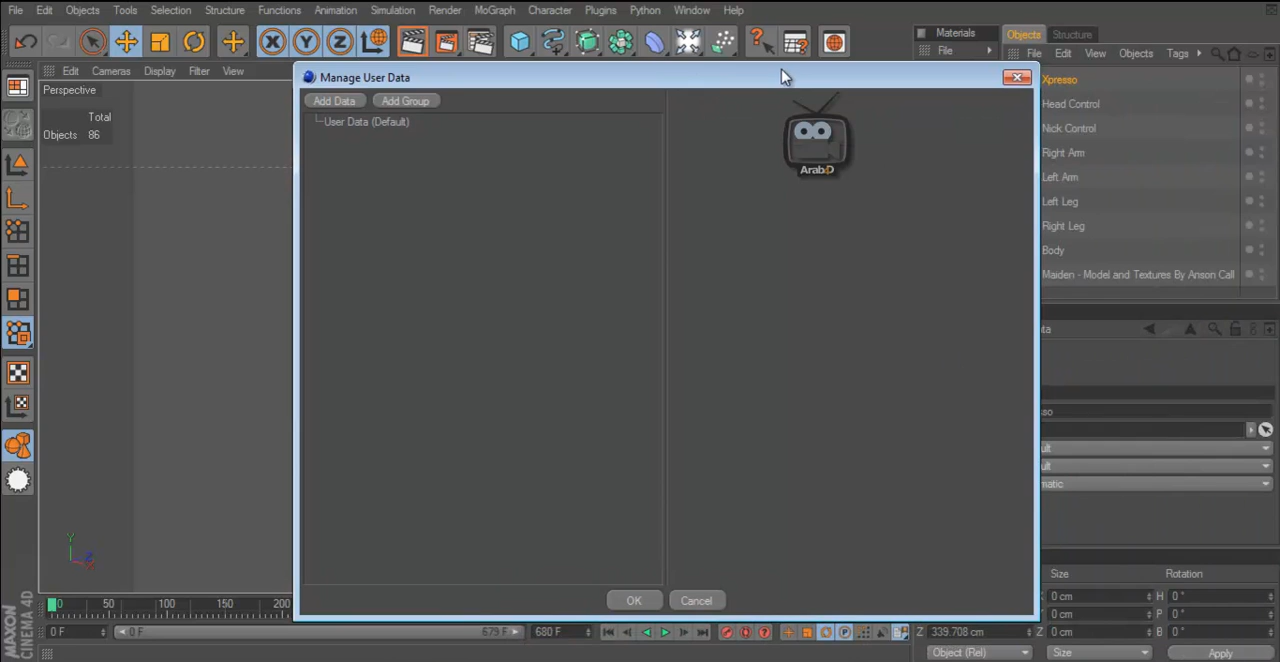 File Edit Objects Tools Selection Structure Functions Animation Simulation Render MoGraph Character Plugins Python Window Help
X Y Z
Materials
Objects Structure
File
File Edit View Objects Tags
Edit Cameras Display Filter View
Perspective
Total
Objects 86
Manage User Data
Add Data Add Group
User Data (Default)
Arab4D
Xpresso
Head Control
Nick Control
Right Arm
Left Arm
Left Leg
Right Leg
Body
Maiden - Model and Textures By Anson Call
OK Cancel
Y
Size Rotation
0 cm H 0 °
0 cm P 0 °
Z 339.708 cm Z 0 cm B 0 °
Object (Rel) Size Apply
0 50 100 150 200
0 F 0 F 679 F 680 F
MAXON
CINEMA 4D